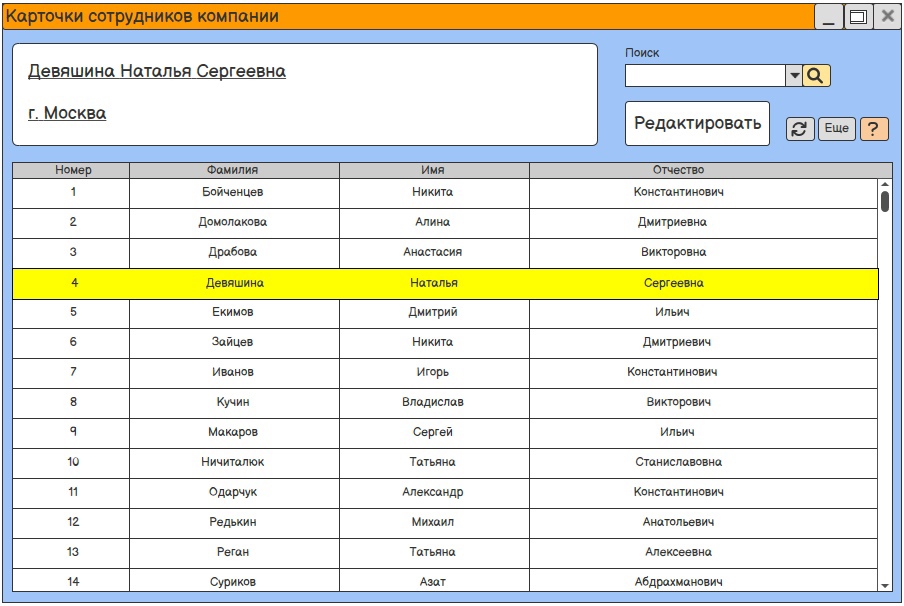 Карточки сотрудников компании
Девяшина Наталья Сергеевна
г. Москва
Поиск
Редактировать
Еще
?
Номер Фамилия Имя Отчество
1 Бойченцев Никита Константинович
2 Домолакова Алина Дмитриевна
3 Драбова Анастасия Викторовна
4 Девяшина Наталья Сергеевна
5 Екимов Дмитрий Ильич
6 Зайцев Никита Дмитриевич
7 Иванов Игорь Константинович
8 Кучин Владислав Викторович
9 Макаров Сергей Ильич
10 Ничиталюк Татьяна Станиславовна
11 Одарчук Александр Константинович
12 Редькин Михаил Анатольевич
13 Реган Татьяна Алексеевна
14 Суриков Азат Абдрахманович